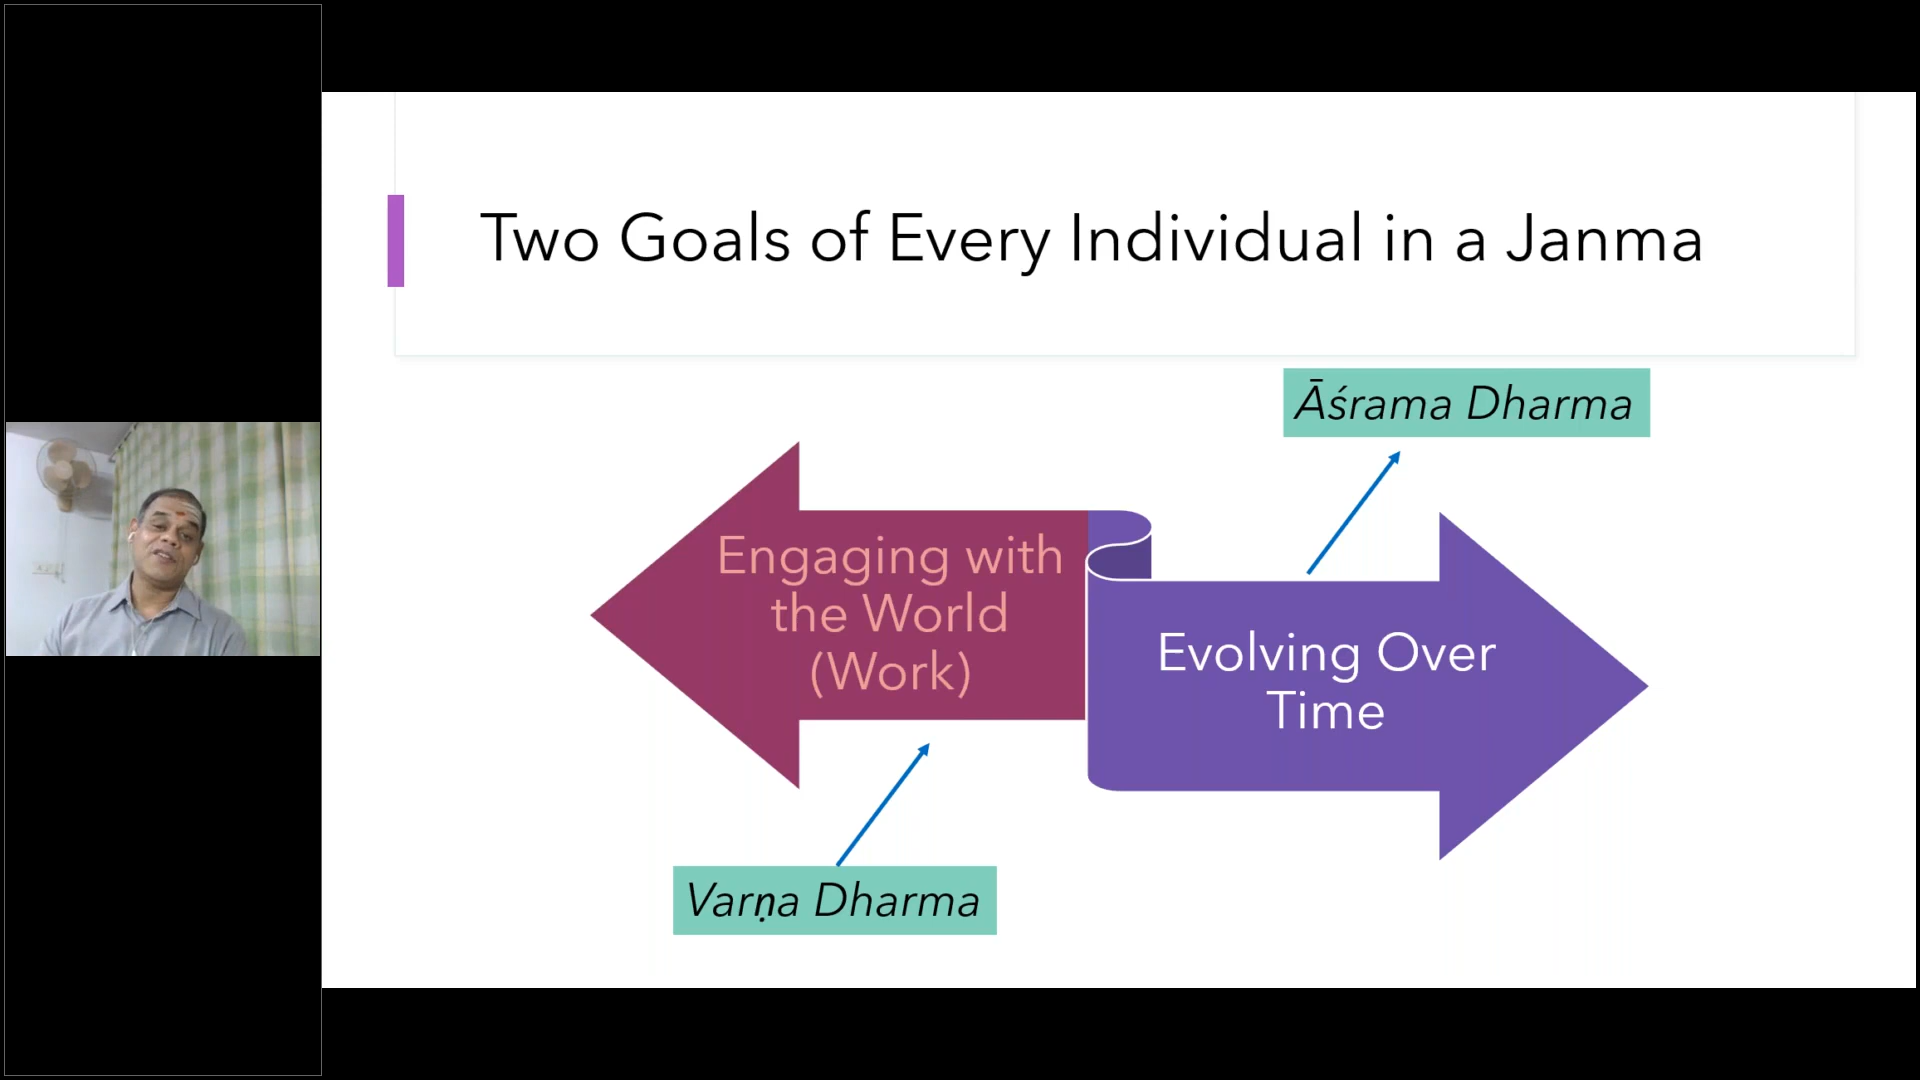 Two Goals of Every Individual in a Janma
Āśrama Dharma
Engaging with
the World
(Work)
Evolving Over
Time
Varṇa Dharma